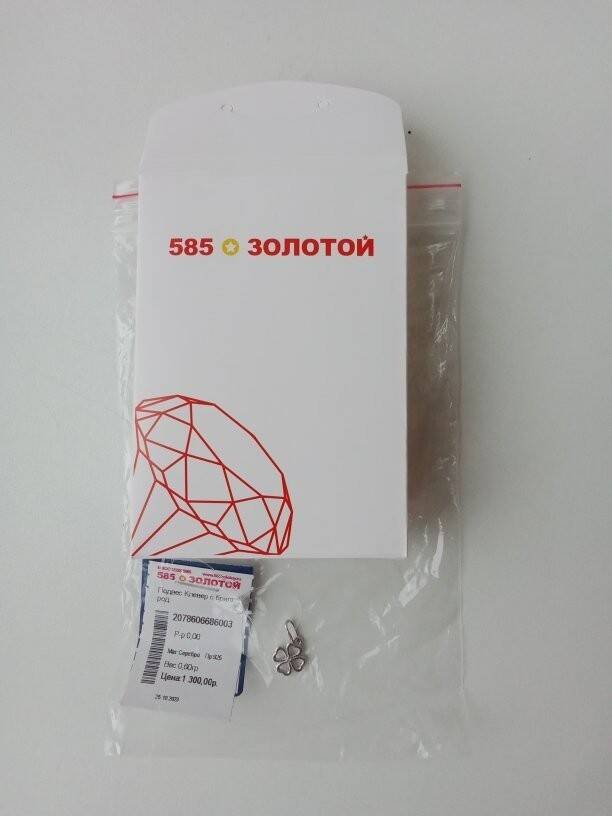 585 ЗОЛОТОЙ
585 ЗОЛОТОЙ
Подвес Клевер с
род
2078606686003
Р-р:0,00
Мат:Серебро Пр:925
Вес:0,60гр.
Цена:1 300,00р.